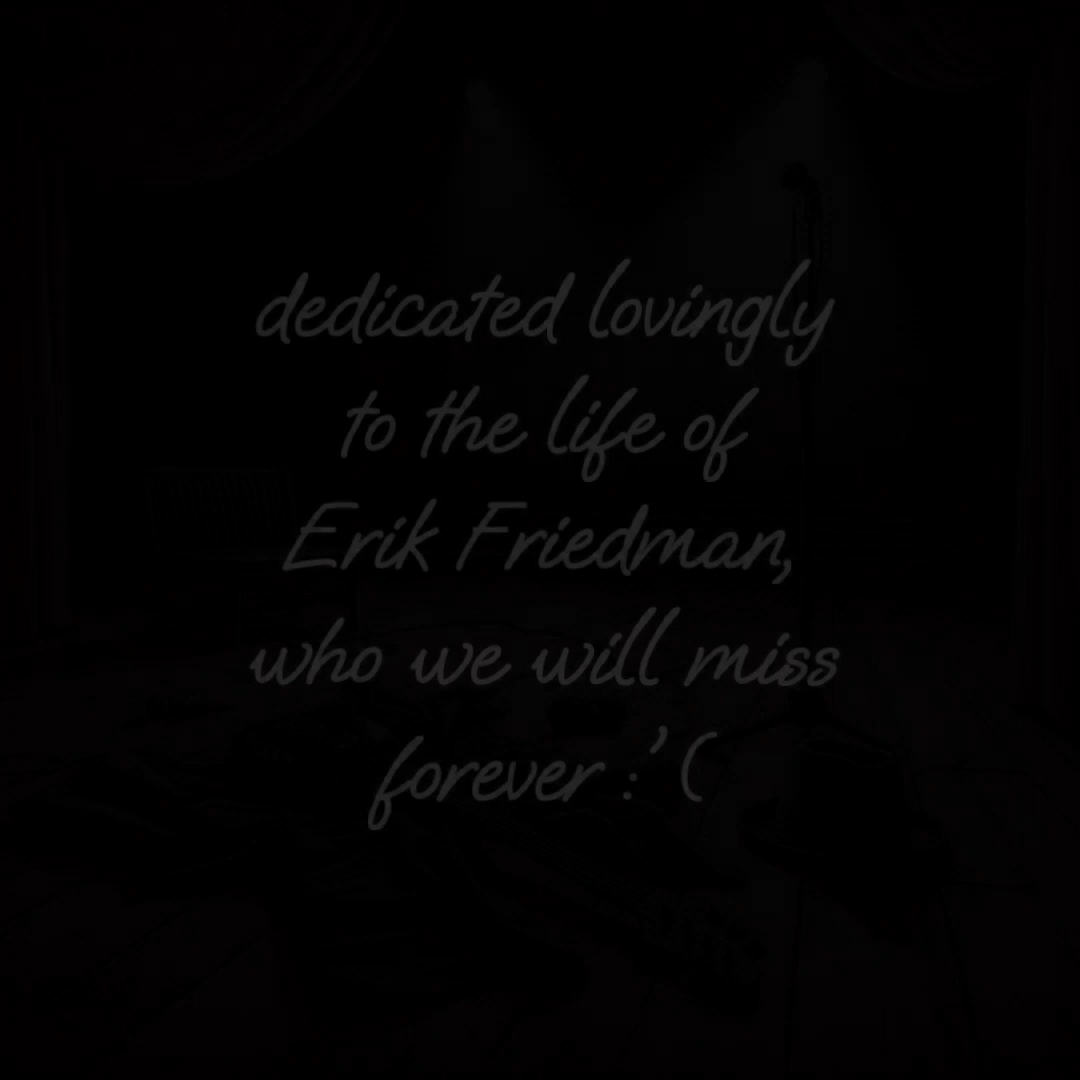 dedicated lovingly
to the life of
Erik Friedman,
who we will miss
forever :'(